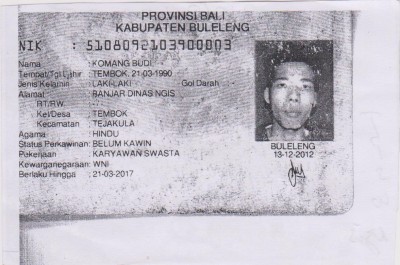 PROVINSI BALI
KABUPATEN BULELENG
NIK : 5108092103900003
Nama : KOMANG BUDI
Tempat/Tgl Lahir : TEMBOK, 21-03-1990
Jenis Kelamin : LAKI-LAKI Gol Darah : -
Alamat : BANJAR DINAS NGIS
RT/RW : -
Kel/Desa : TEMBOK
Kecamatan : TEJAKULA
Agama : HINDU
Status Perkawinan : BELUM KAWIN
Pekerjaan : KARYAWAN SWASTA
Kewarganegaraan : WNI
Berlaku Hingga : 21-03-2017
BULELENG
13-12-2012